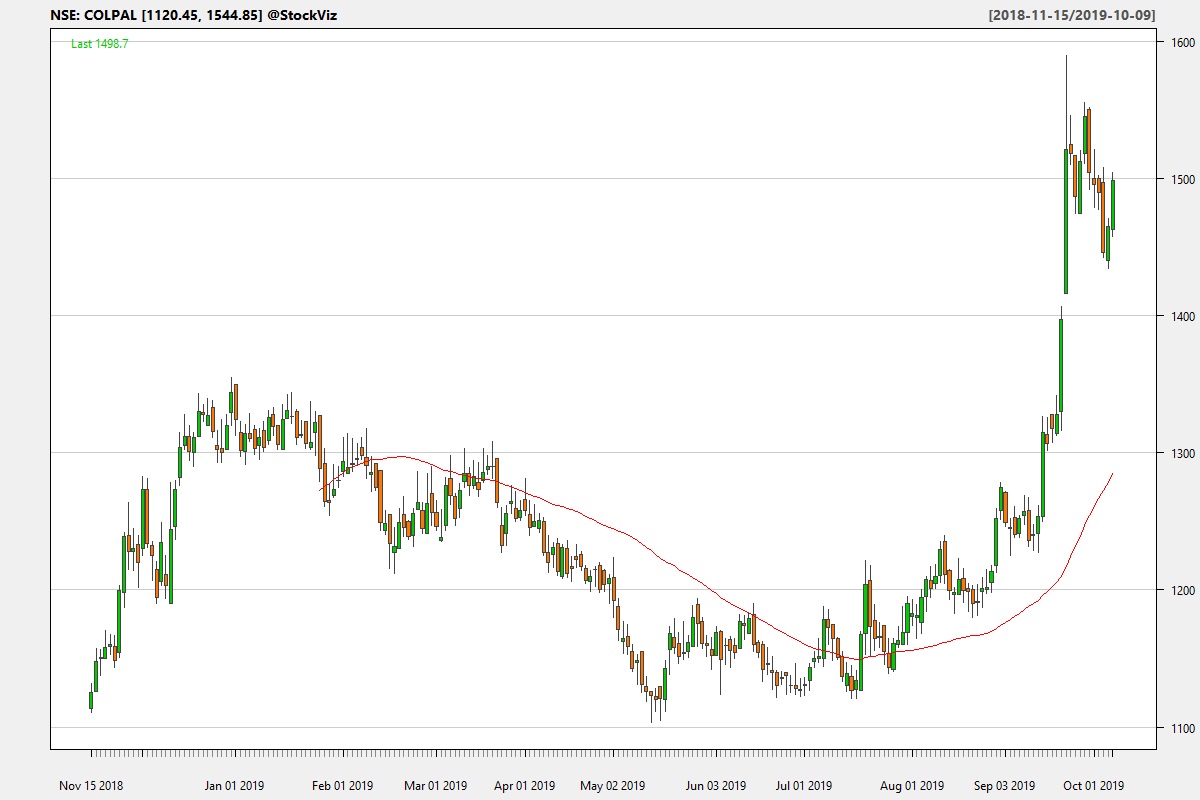 NSE: COLPAL [1120.45, 1544.85] @StockViz
[2018-11-15/2019-10-09]
Last 1498.7
1600
1500
1400
1300
1200
1100
Nov 15 2018 Jan 01 2019 Feb 01 2019 Mar 01 2019 Apr 01 2019 May 02 2019 Jun 03 2019 Jul 01 2019 Aug 01 2019 Sep 03 2019 Oct 01 2019